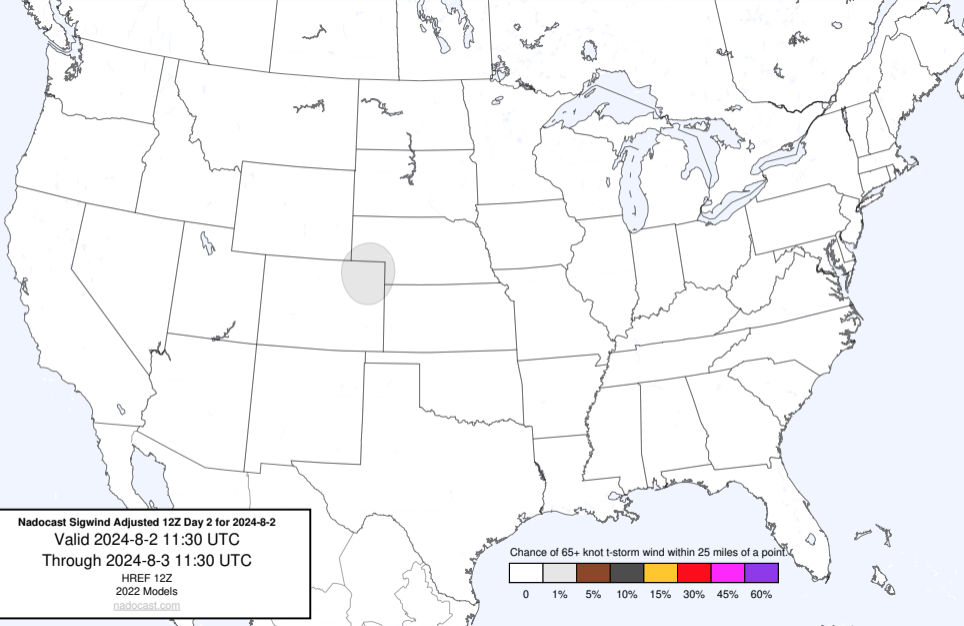 Nadocast Sigwind Adjusted 12Z Day 2 for 2024-8-2
Valid 2024-8-2 11:30 UTC
Through 2024-8-3 11:30 UTC
HREF 12Z
2022 Models
nadocast.com
Chance of 65+ knot t-storm wind within 25 miles of a point.
0 1% 5% 10% 15% 30% 45% 60%